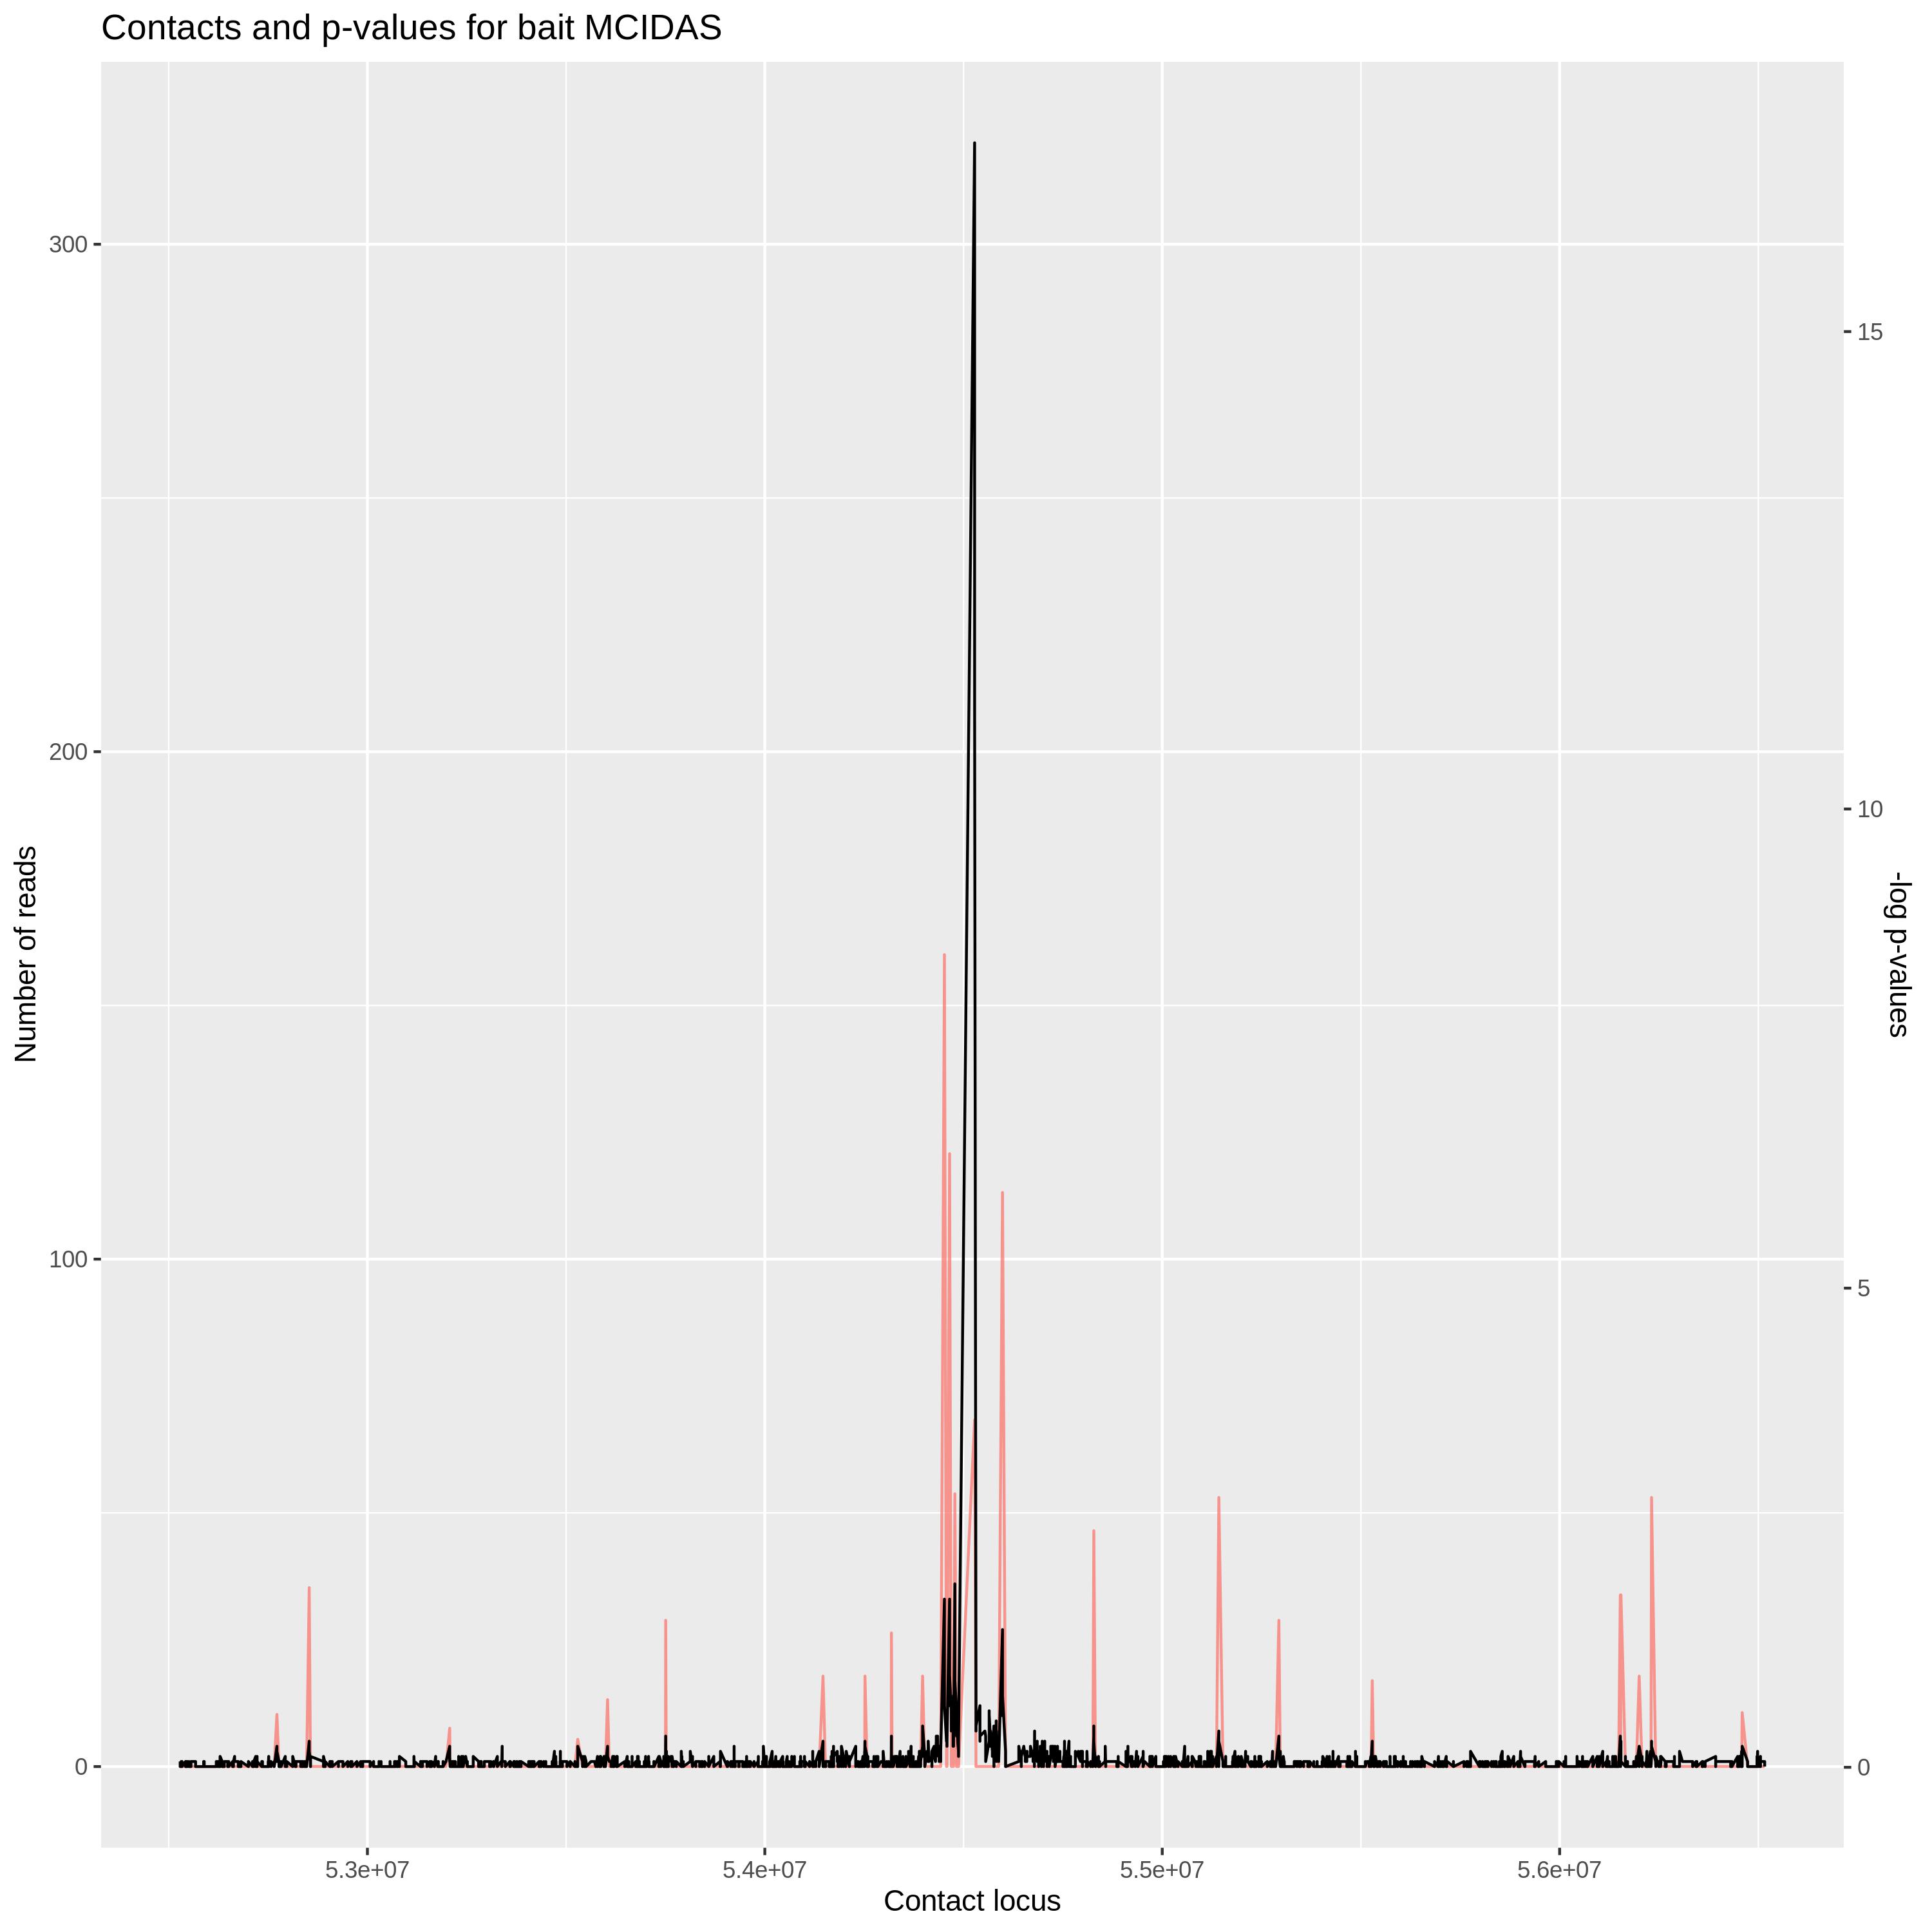 Contacts and p-values for bait MCIDAS
300
200
100
0
Number of reads
15
10
5
0
-log p-values
5.3e+07
5.4e+07
5.5e+07
5.6e+07
Contact locus